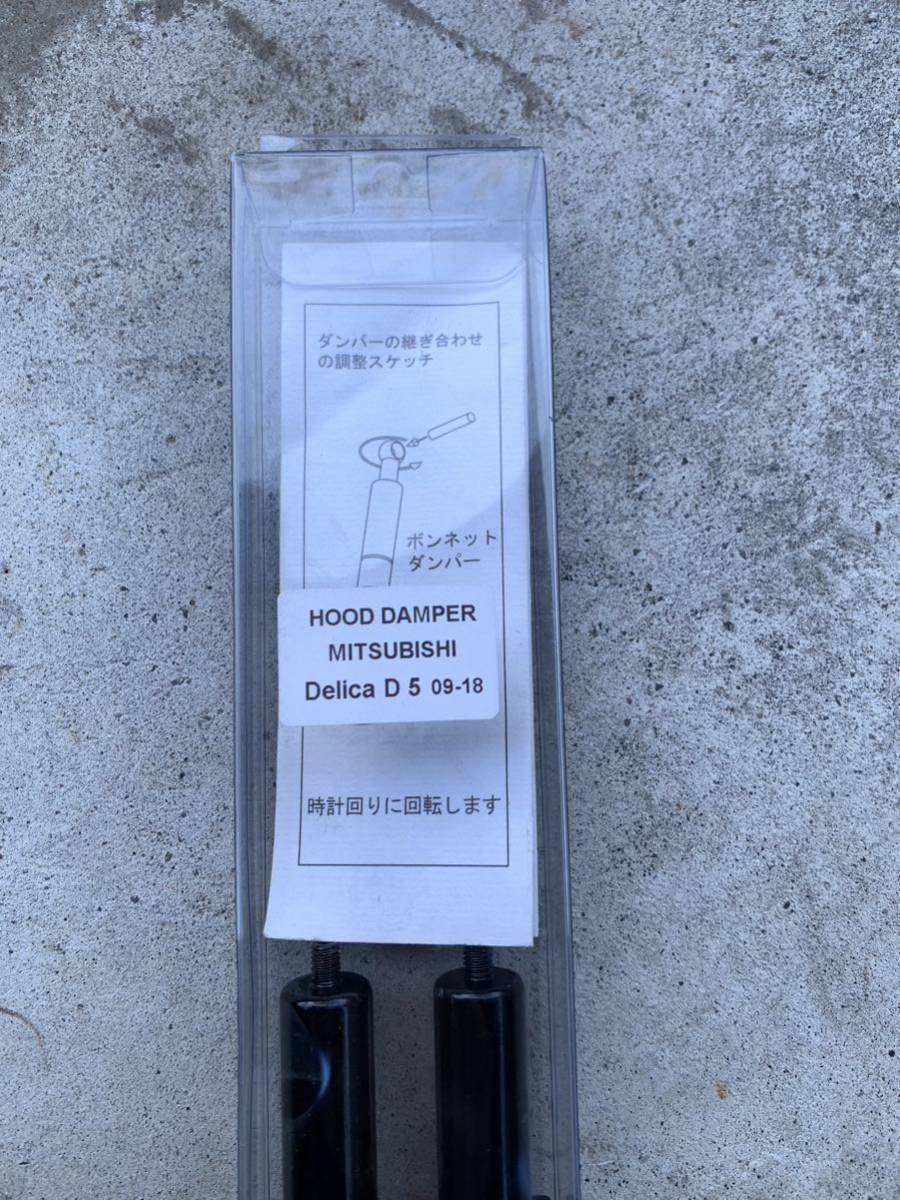 ダンパーの継ぎ合わせ
の調整スケッチ
ボンネット
ダンパー
HOOD DAMPER
MITSUBISHI
Delica D 5 09-18
時計回りに回転します